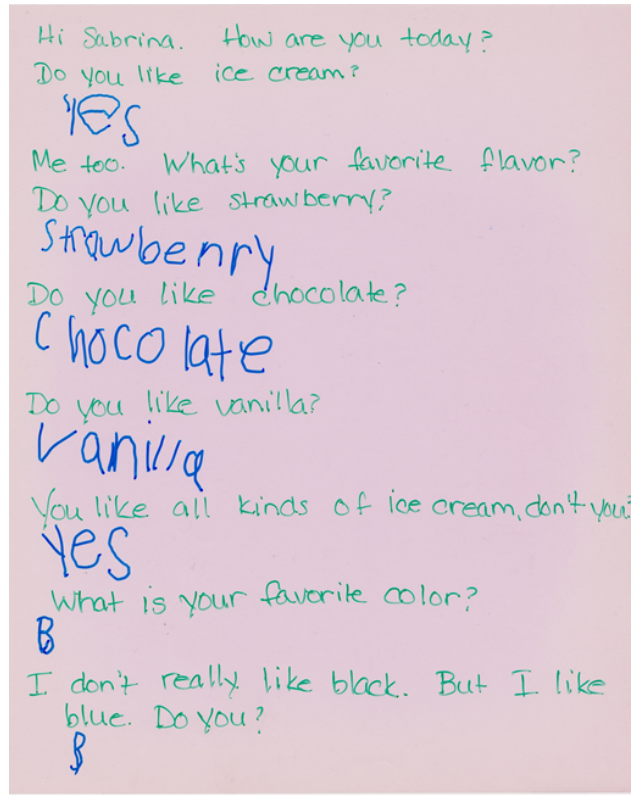 Hi Sabrina. How are you today?
Do you like ice cream?
yes
Me too. What's your favorite flavor?
Do you like strawberry?
Strawbenry
Do you like chocolate?
Chocolate
Do you like vanilla?
Vanilla
You like all kinds of ice cream, don't you?
yes
What is your favorite color?
B
I don't really like black. But I like
blue. Do you?
B